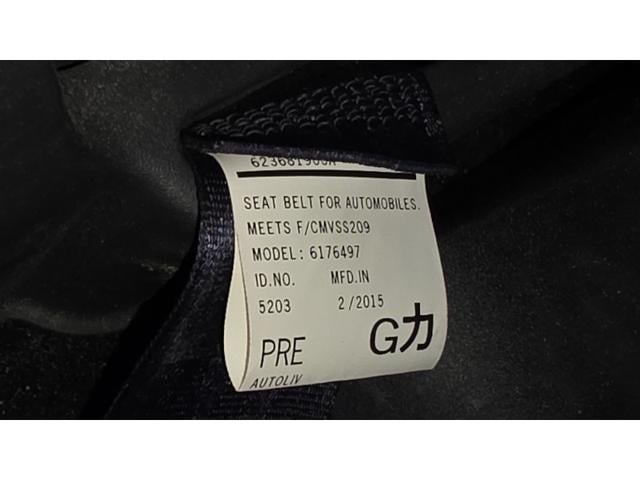 SEAT BELT FOR AUTOMOBILES.
MEETS F/CMVSS209
MODEL: 6176497
ID.NO. MFD.IN
5203 2/2015
PRE G力
AUTOLIV